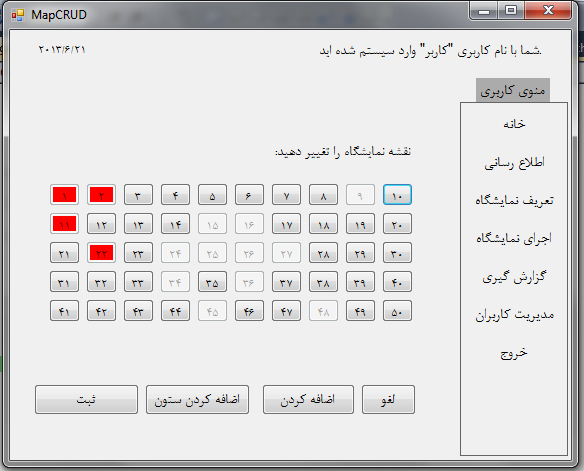 MapCRUD
شما با نام کاربری "کاربر" وارد سیستم شده اید.
۲۰۱۳/۶/۲۱
منوی کاربری
خانه
اطلاع رسانی
تعریف نمایشگاه
اجرای نمایشگاه
گزارش گیری
مدیریت کاربران
خروج
نقشه نمایشگاه را تغییر دهید:
۱ ۲ ۳ ۴ ۵ ۶ ۷ ۸ ۹ ۱۰
۱۱ ۱۲ ۱۳ ۱۴ ۱۵ ۱۶ ۱۷ ۱۸ ۱۹ ۲۰
۲۱ ۲۲ ۲۳ ۲۴ ۲۵ ۲۶ ۲۷ ۲۸ ۲۹ ۳۰
۳۱ ۳۲ ۳۳ ۳۴ ۳۵ ۳۶ ۳۷ ۳۸ ۳۹ ۴۰
۴۱ ۴۲ ۴۳ ۴۴ ۴۵ ۴۶ ۴۷ ۴۸ ۴۹ ۵۰
لغو
اضافه کردن
اضافه کردن ستون
ثبت